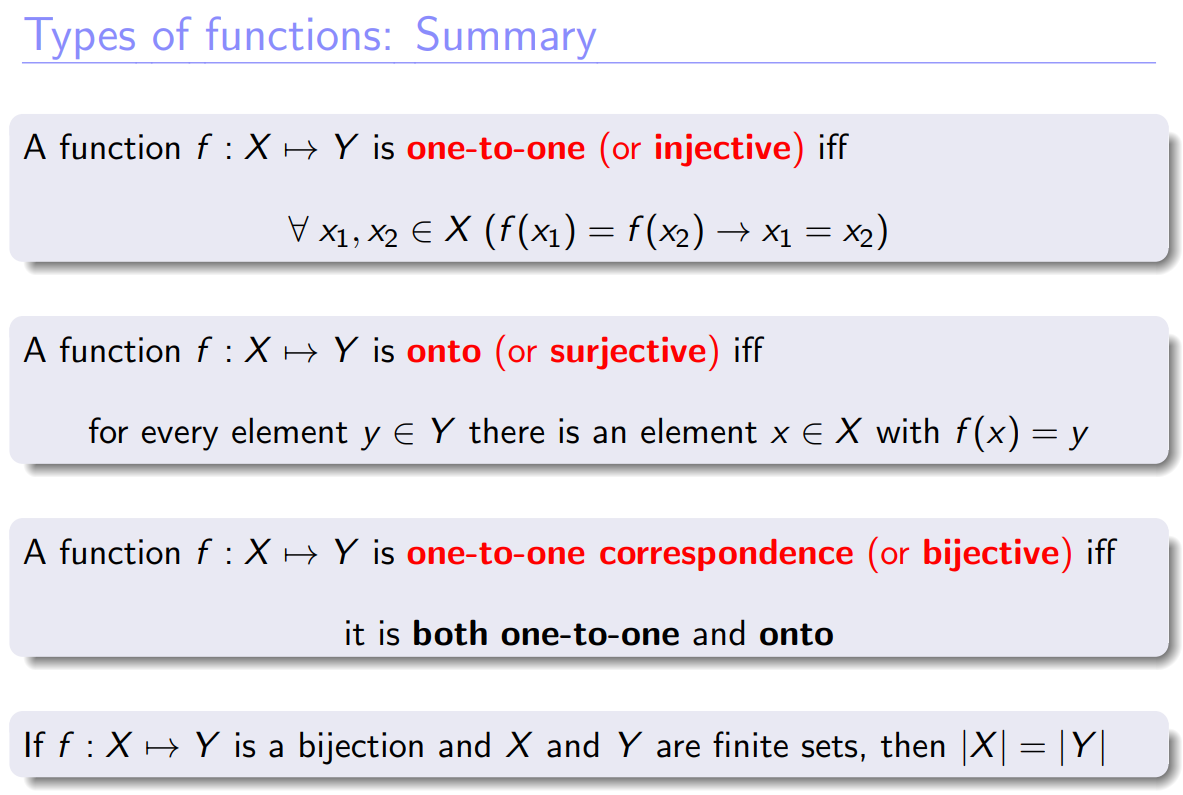 Types of functions: Summary
A function f : X ↦ Y is one-to-one (or injective) iff
∀ x₁, x₂ ∈ X (f(x₁) = f(x₂) → x₁ = x₂)
A function f : X ↦ Y is onto (or surjective) iff
for every element y ∈ Y there is an element x ∈ X with f(x) = y
A function f : X ↦ Y is one-to-one correspondence (or bijective) iff
it is both one-to-one and onto
If f : X ↦ Y is a bijection and X and Y are finite sets, then |X| = |Y|